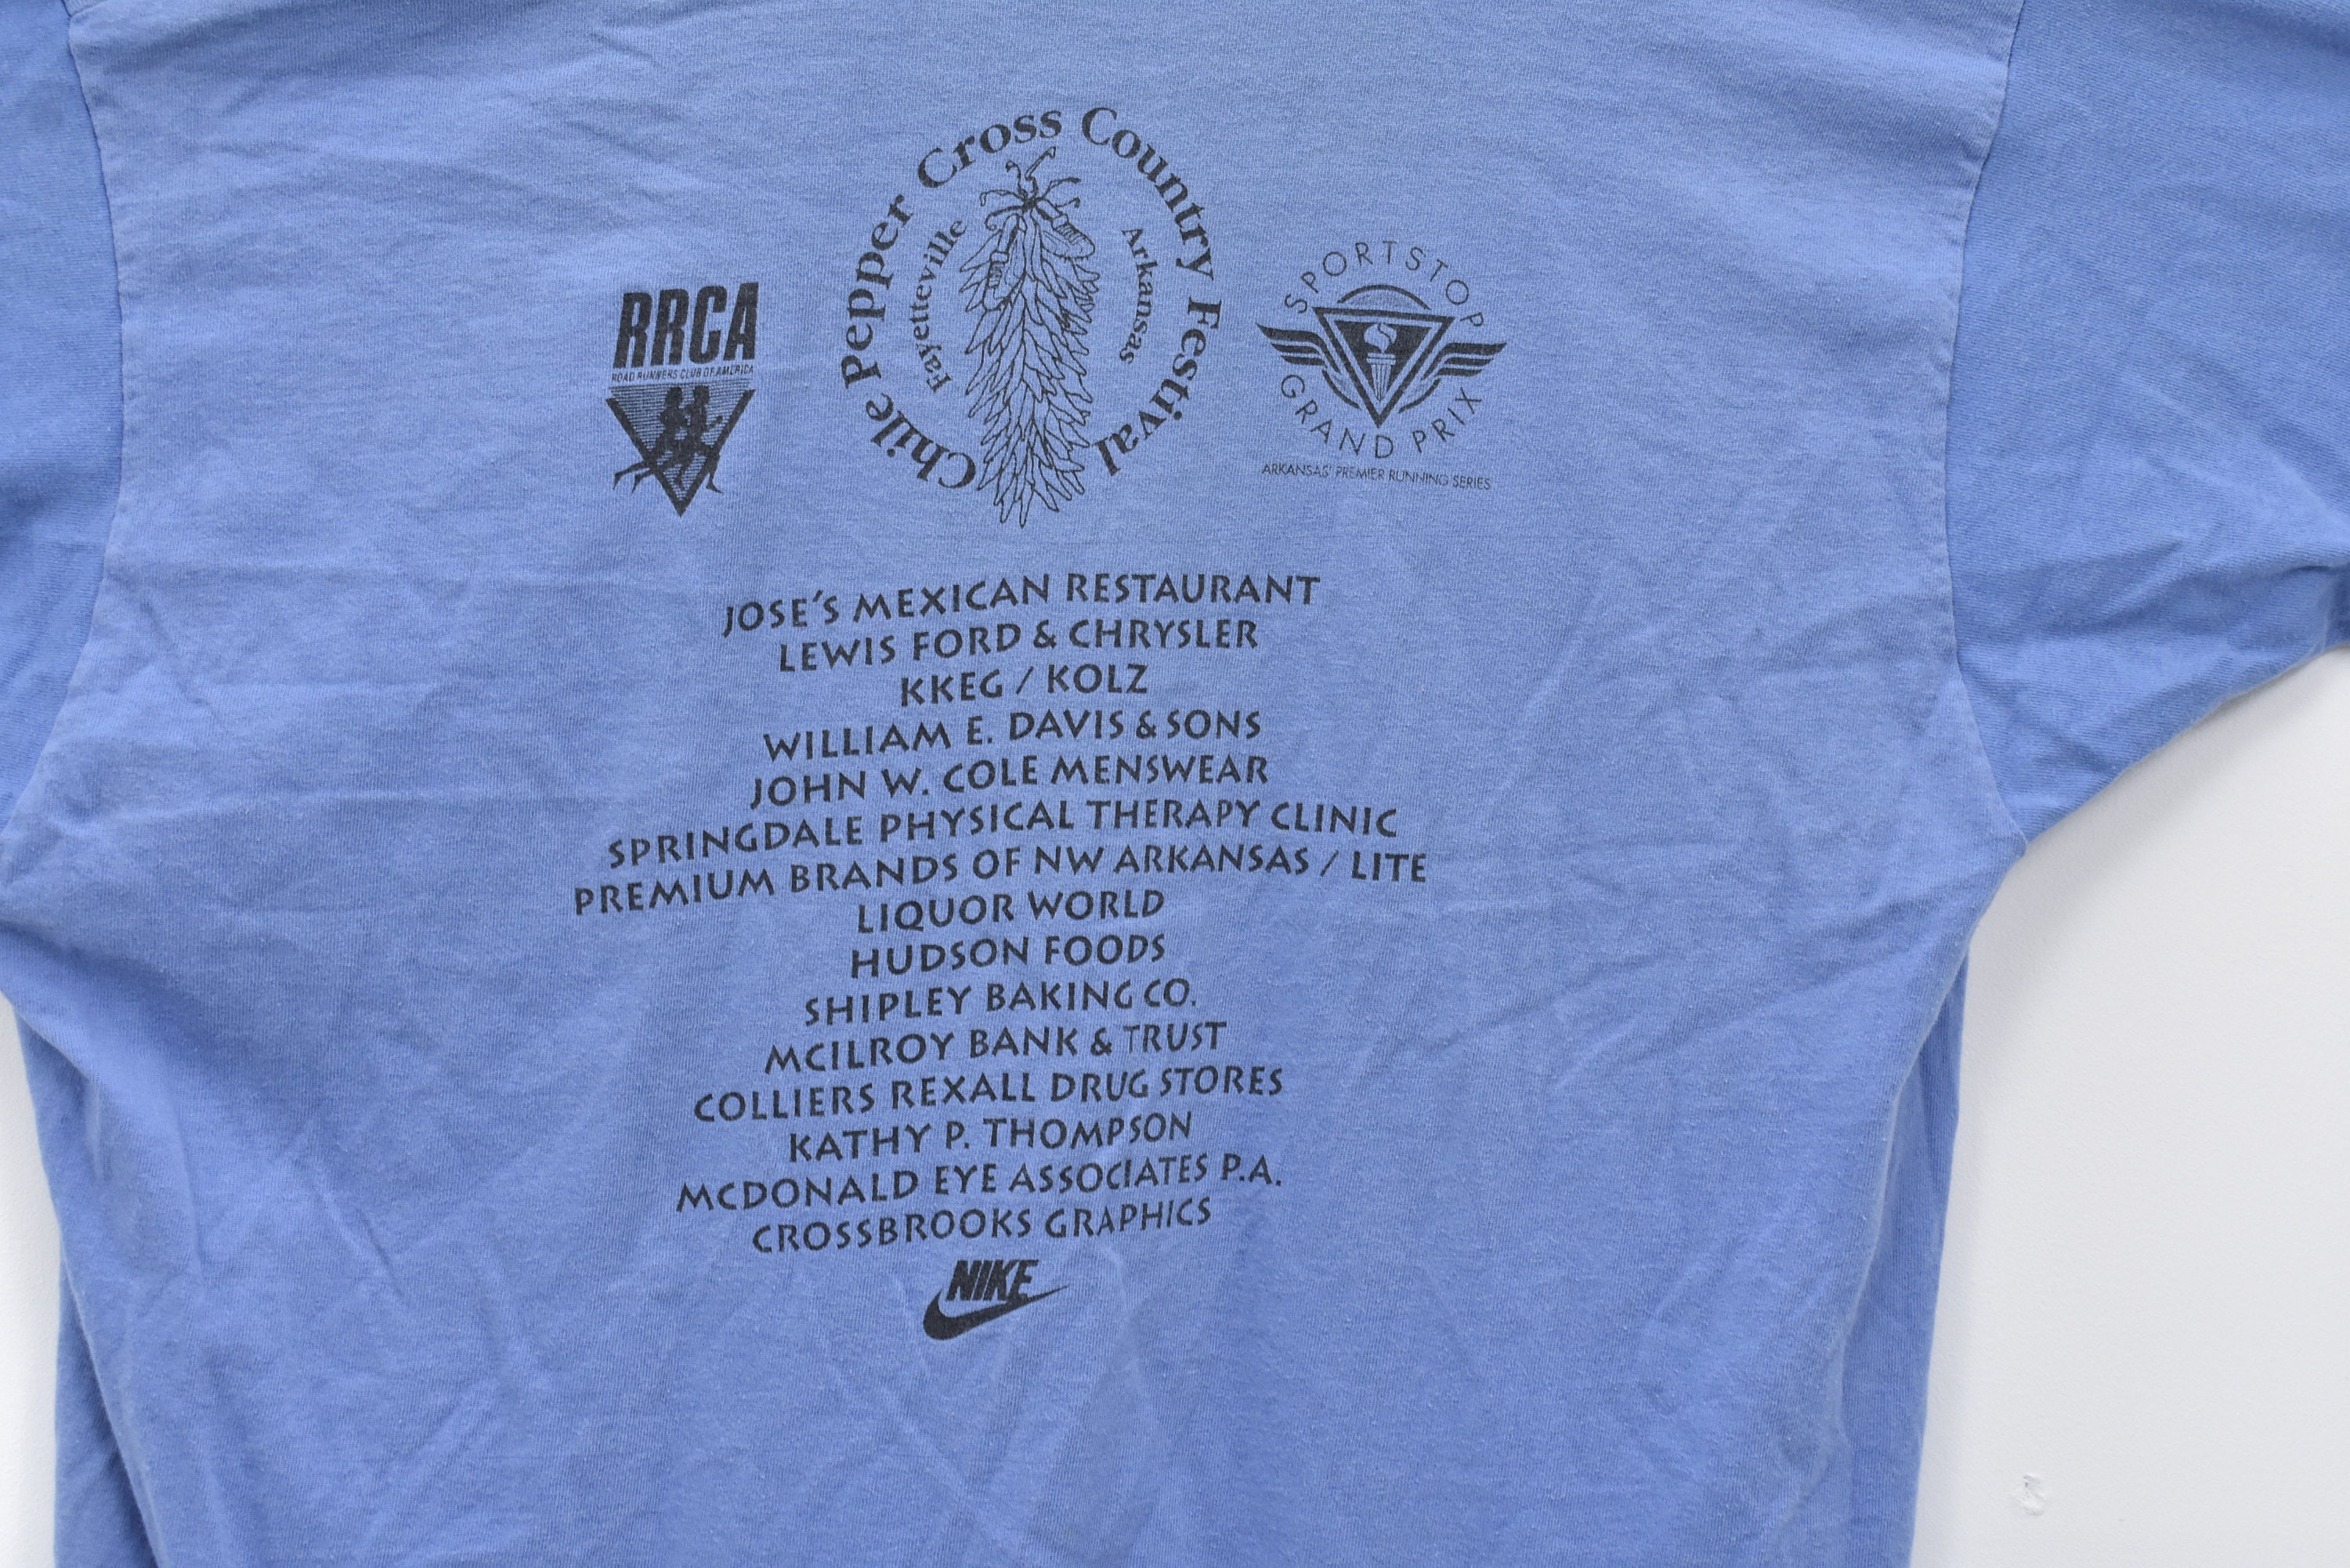 Chile Pepper Cross Country Festival
Fayetteville
Arkansas
RRCA
ROAD RUNNERS CLUB OF AMERICA
SPORTSTOP
GRAND PRIX
ARKANSAS' PREMIER RUNNING SERIES
JOSE'S MEXICAN RESTAURANT
LEWIS FORD & CHRYSLER
KKEG / KOLZ
WILLIAM E. DAVIS & SONS
JOHN W. COLE MENSWEAR
SPRINGDALE PHYSICAL THERAPY CLINIC
PREMIUM BRANDS OF NW ARKANSAS / LITE
LIQUOR WORLD
HUDSON FOODS
SHIPLEY BAKING CO.
MCILROY BANK & TRUST
COLLIERS REXALL DRUG STORES
KATHY P. THOMPSON
MCDONALD EYE ASSOCIATES P.A.
CROSSBROOKS GRAPHICS
NIKE